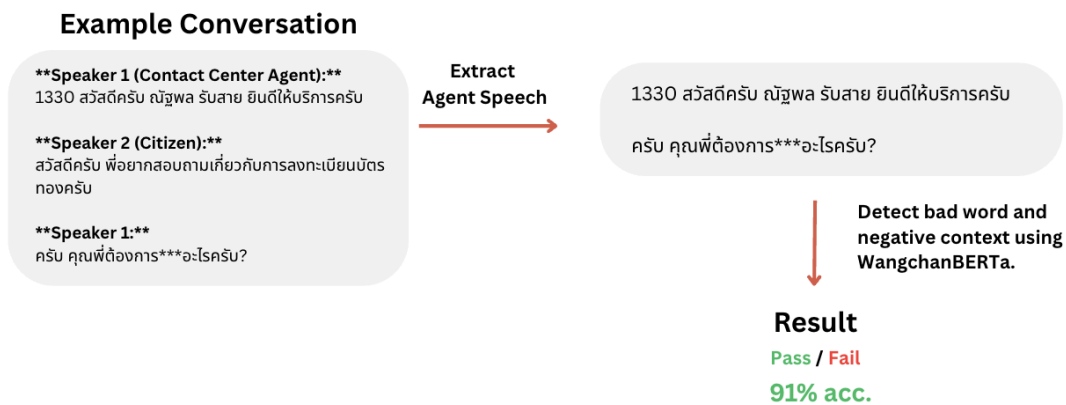 Example Conversation
**Speaker 1 (Contact Center Agent):**
1330 สวัสดีครับ ณัฐพล รับสาย ยินดีให้บริการครับ
**Speaker 2 (Citizen):**
สวัสดีครับ พี่อยากสอบถามเกี่ยวกับการลงทะเบียนบัตร
ทองครับ
**Speaker 1:**
ครับ คุณพี่ต้องการ***อะไรครับ?
Extract
Agent Speech
1330 สวัสดีครับ ณัฐพล รับสาย ยินดีให้บริการครับ
ครับ คุณพี่ต้องการ***อะไรครับ?
Detect bad word and
negative context using
WangchanBERTa.
Result
Pass / Fail
91% acc.